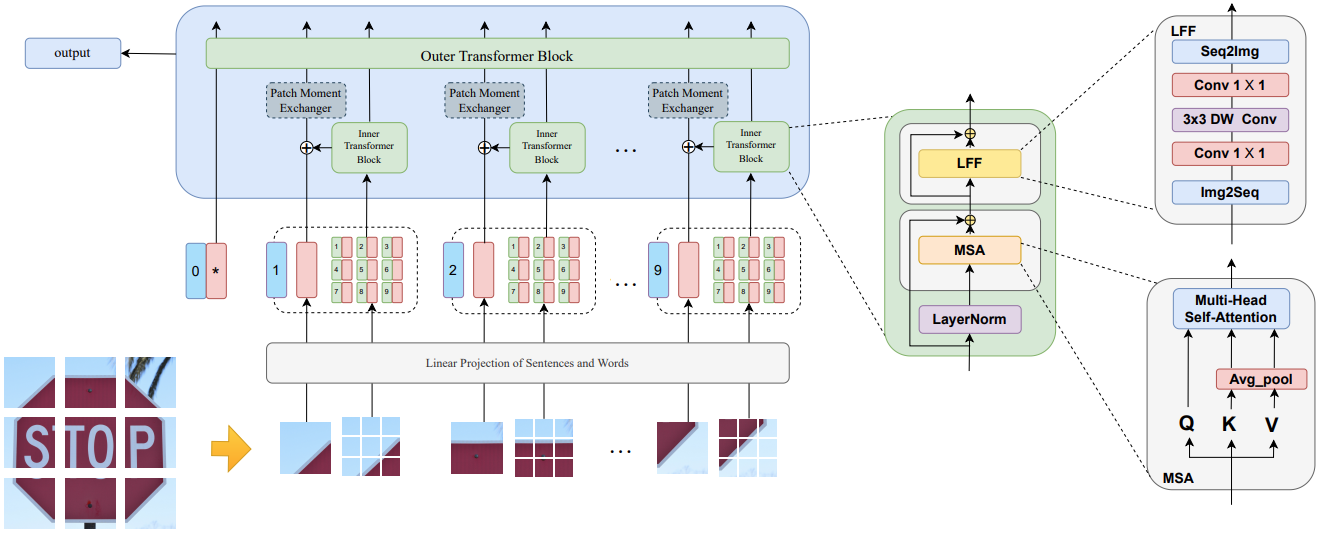 output
Outer Transformer Block
Patch Moment
Exchanger
Patch Moment
Exchanger
Patch Moment
Exchanger
Inner
Transformer
Block
Inner
Transformer
Block
...
Inner
Transformer
Block
0 *
1
1 2 3
4 5 6
7 8 9
2
1 2 3
4 5 6
7 8 9
...
9
1 2 3
4 5 6
7 8 9
Linear Projection of Sentences and Words
STOP
...
LFF
MSA
LayerNorm
LFF
Seq2Img
Conv 1 X 1
3x3 DW Conv
Conv 1 X 1
Img2Seq
Multi-Head
Self-Attention
Avg_pool
Q K V
MSA